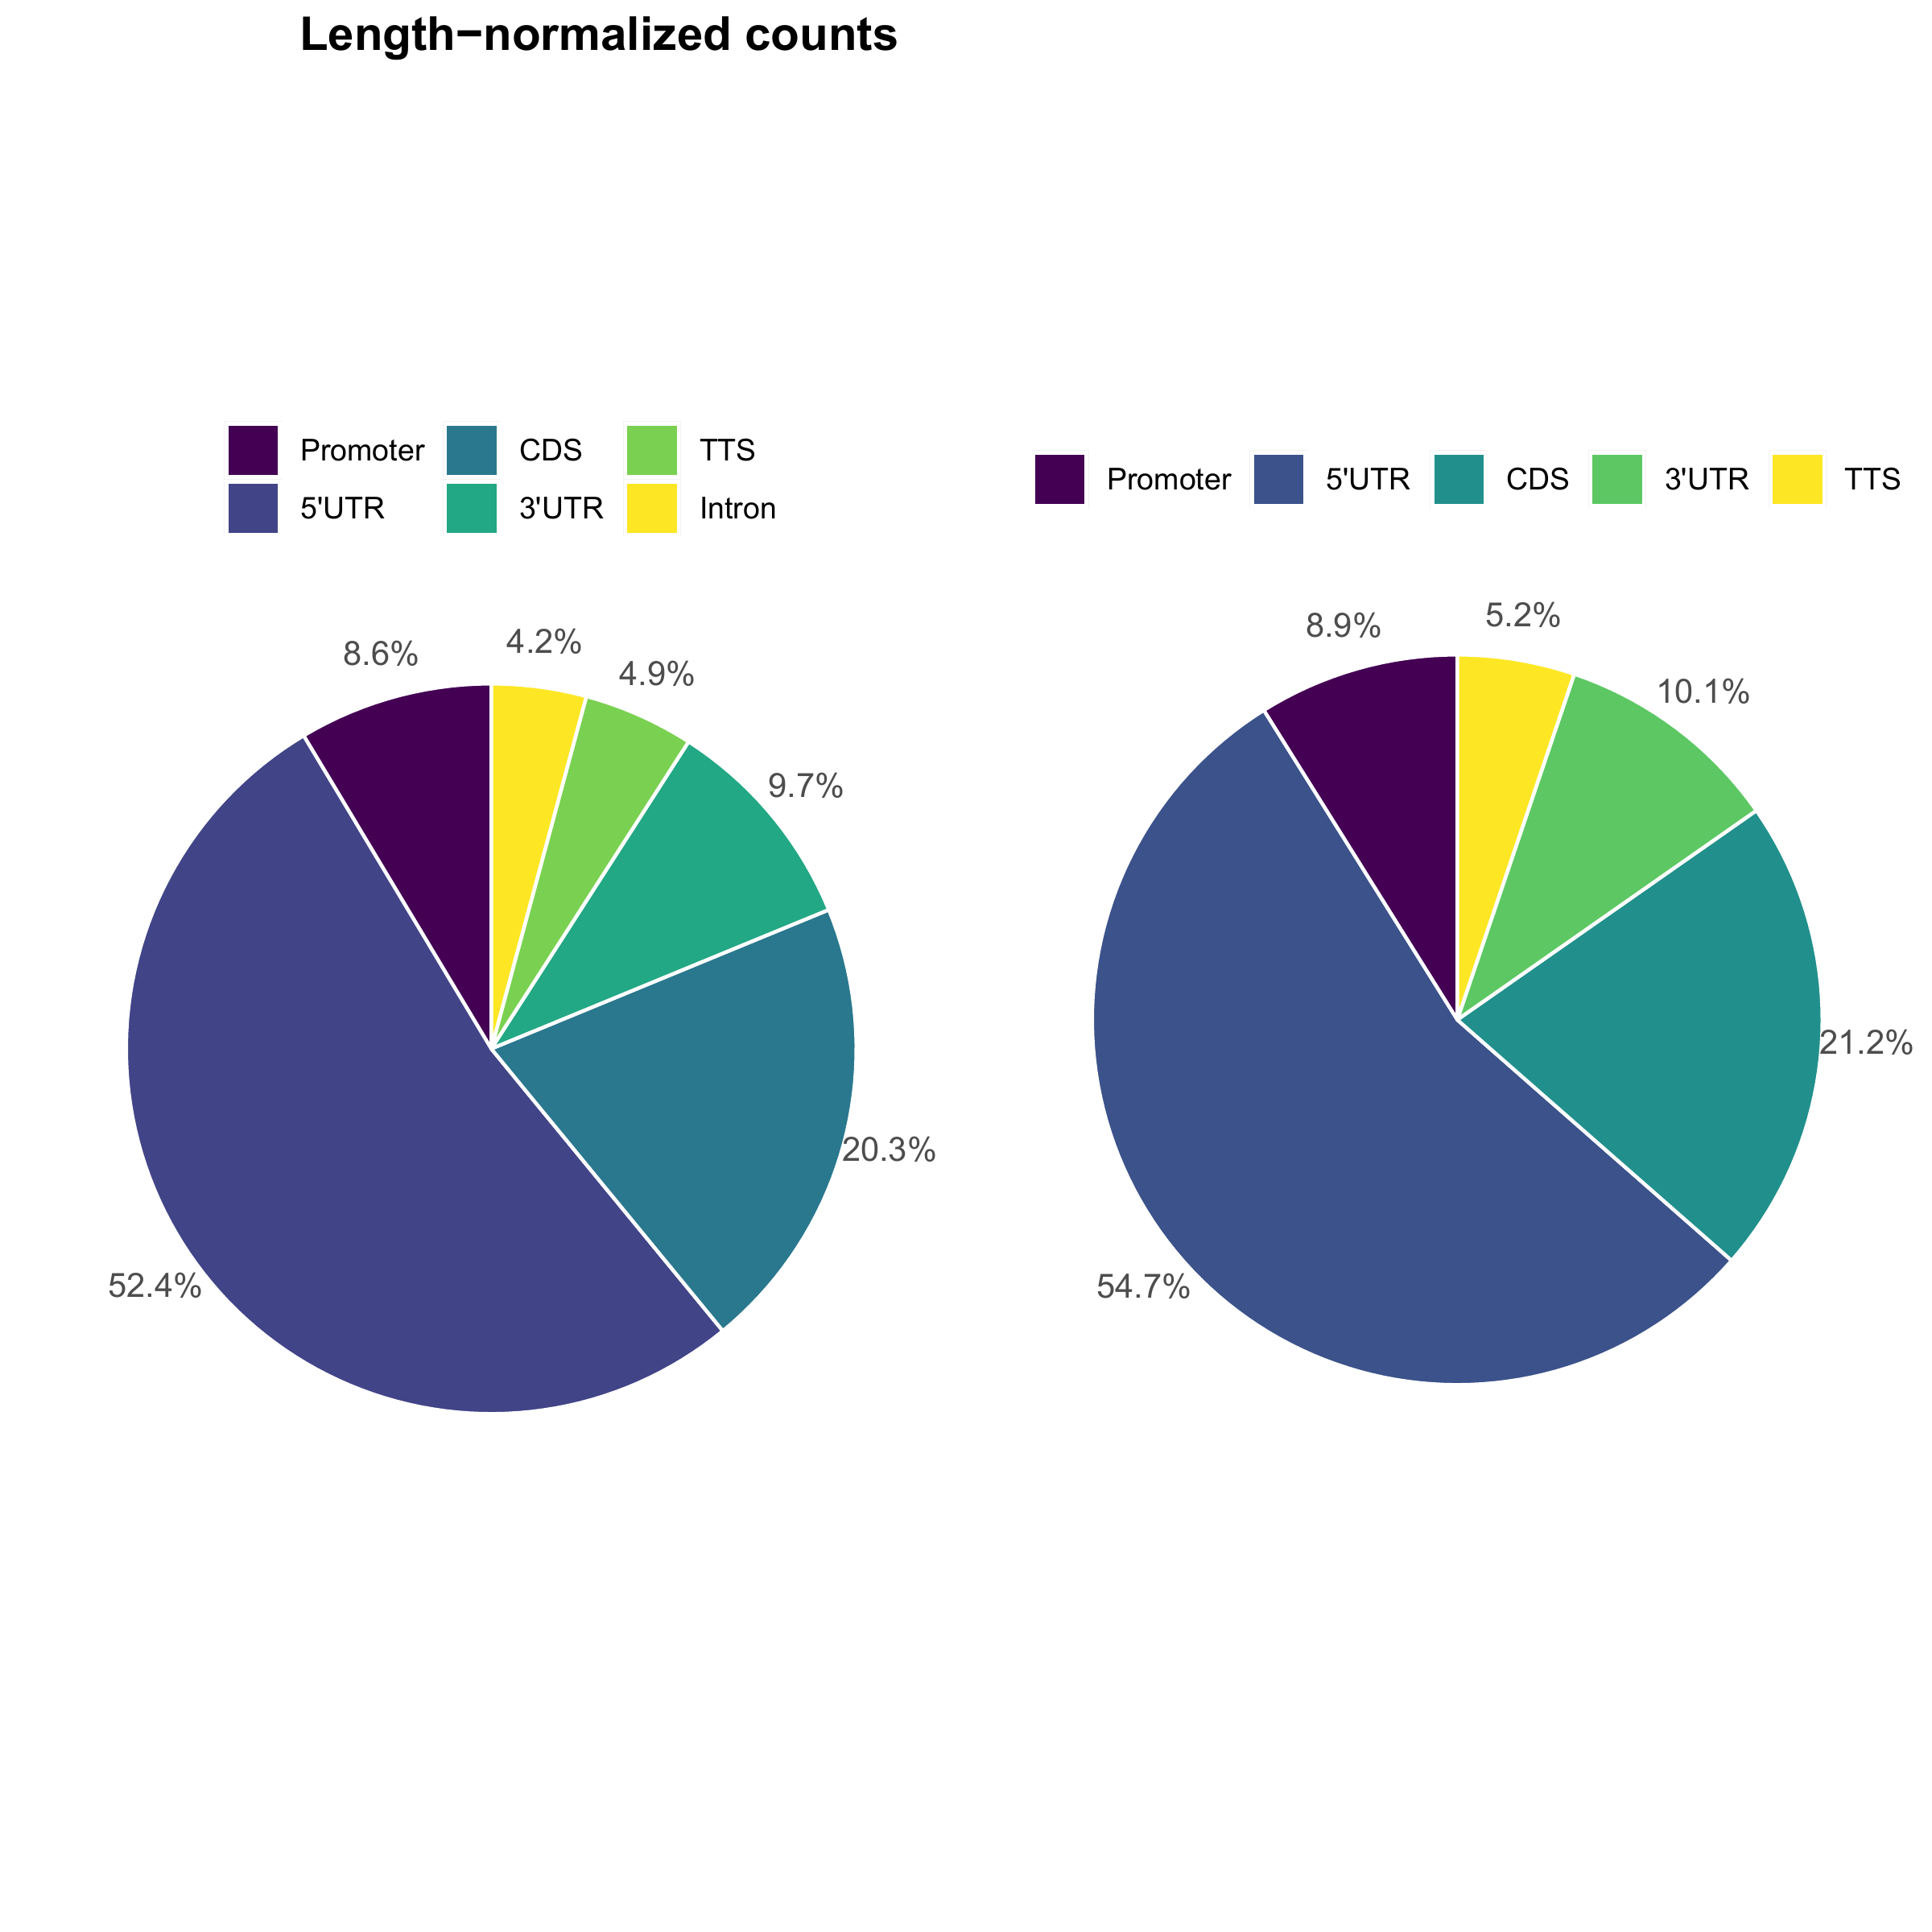 Length−normalized counts
Promoter CDS TTS
5'UTR 3'UTR Intron
8.6% 4.2% 4.9%
9.7%
20.3%
52.4%
Promoter 5'UTR CDS 3'UTR TTS
8.9% 5.2%
10.1%
21.2%
54.7%